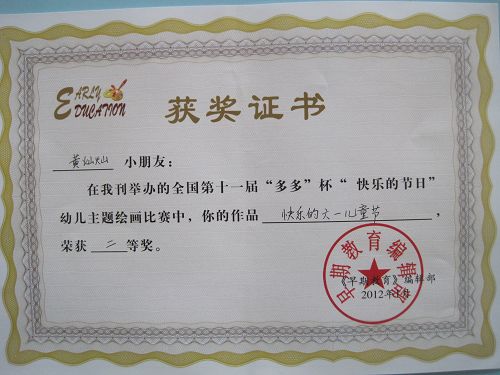 EARLY
EDUCATION
获奖证书
黄灿灿 小朋友：
在我刊举办的全国第十一届“多多”杯“ 快乐的节日”
幼儿主题绘画比赛中，你的作品 快乐的六一儿童节 ，
荣获 二 等奖。
早期教育编辑部
《早期教育》编辑部
2012年